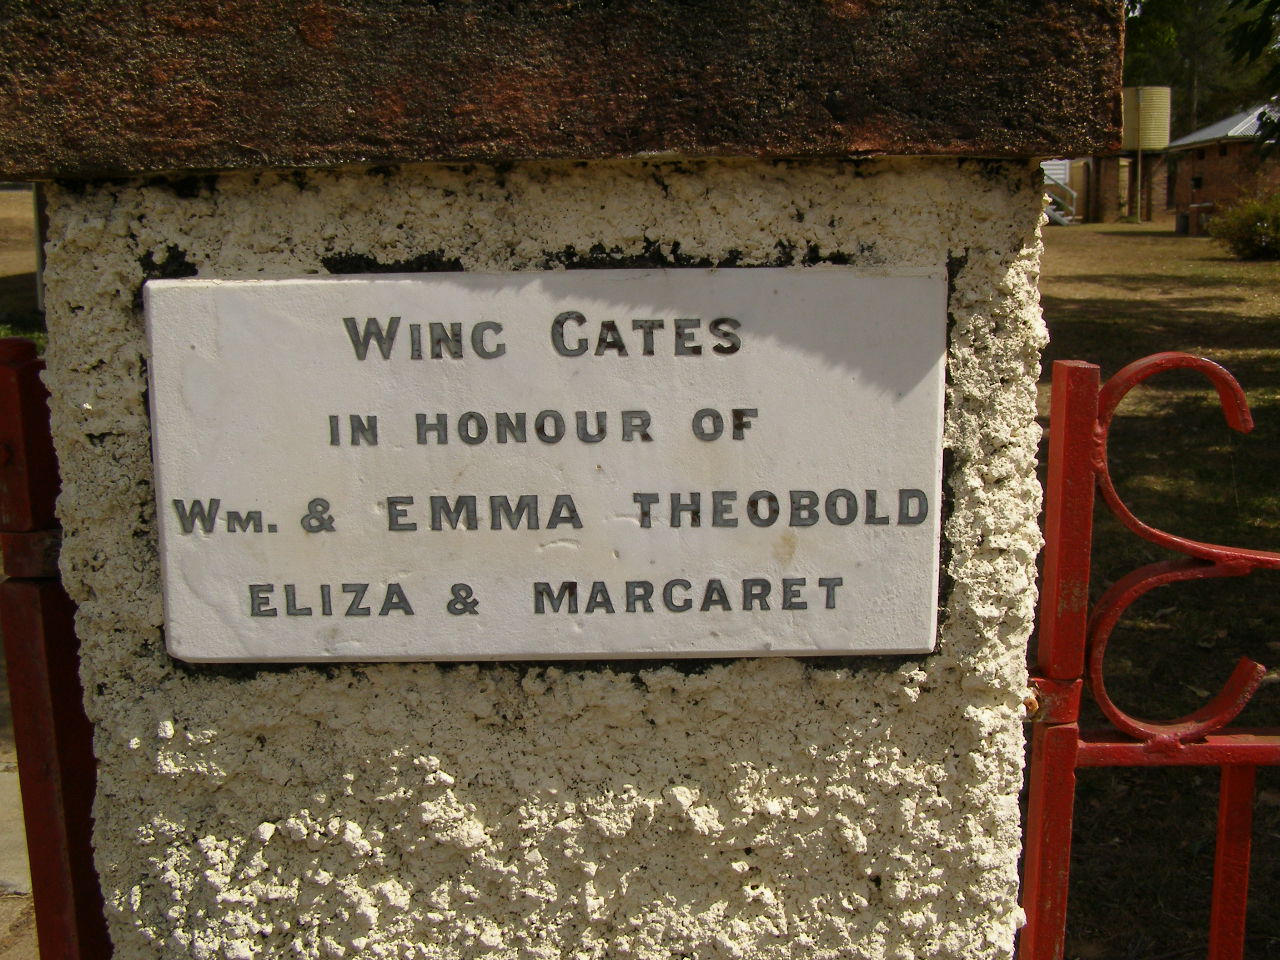 WING GATES
IN HONOUR OF
WM. & EMMA THEOBOLD
ELIZA & MARGARET